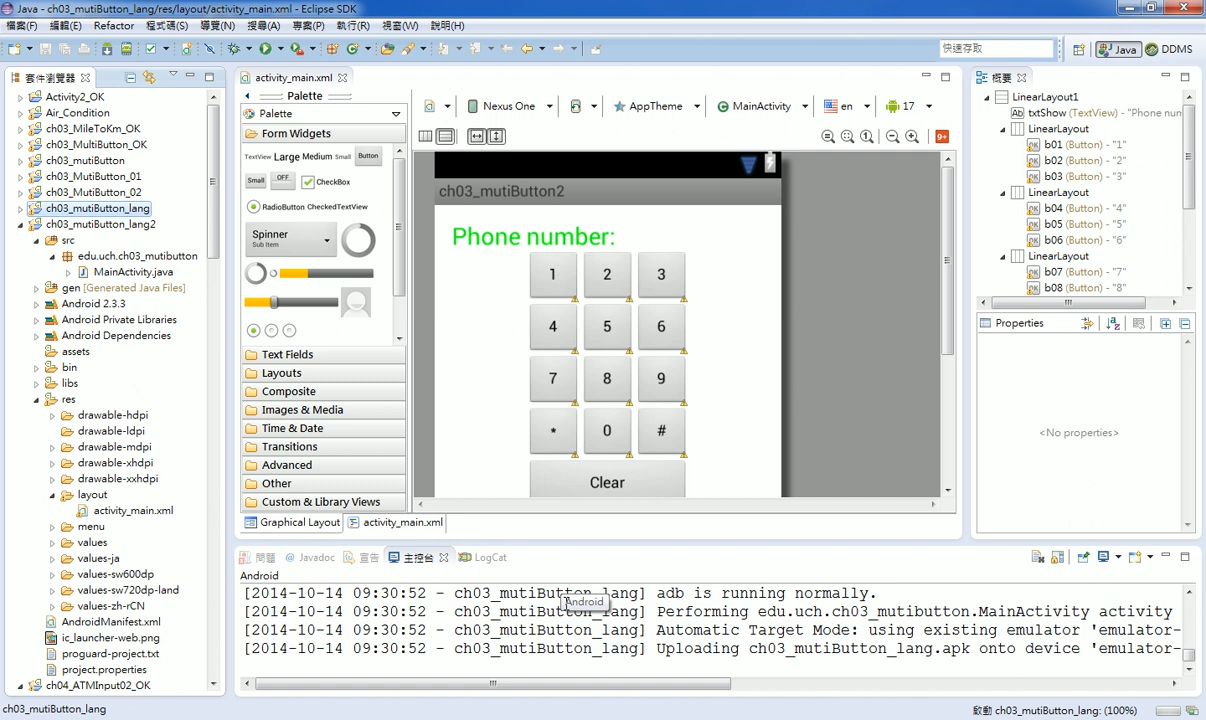 Java - ch03_mutiButton_lang/res/layout/activity_main.xml - Eclipse SDK
檔案(F) 編輯(E) Refactor 程式碼(S) 導覽(N) 搜尋(A) 專案(P) 執行(R) 視窗(W) 說明(H)
快速存取
Java
DDMS
套件瀏覽器
Activity2_OK
Air_Condition
ch03_MileToKm_OK
ch03_MultiButton_OK
ch03_mutiButton
ch03_mutiButton_01
ch03_mutiButton_02
ch03_mutiButton_lang
ch03_mutiButton_lang2
src
edu.uch.ch03_mutibutton
MainActivity.java
gen [Generated Java Files]
Android 2.3.3
Android Private Libraries
Android Dependencies
assets
bin
libs
res
drawable-hdpi
drawable-ldpi
drawable-mdpi
drawable-xhdpi
drawable-xxhdpi
layout
activity_main.xml
menu
values
values-ja
values-sw600dp
values-sw720dp-land
values-zh-rCN
AndroidManifest.xml
ic_launcher-web.png
proguard-project.txt
project.properties
ch04_ATMInput02_OK
activity_main.xml
Palette
Palette
Form Widgets
TextView Large Medium Small Button
Small OFF CheckBox
RadioButton CheckedTextView
Spinner
Sub Item
Text Fields
Layouts
Composite
Images & Media
Time & Date
Transitions
Advanced
Other
Custom & Library Views
Nexus One AppTheme MainActivity en 17
9+
ch03_mutiButton2
Phone number:
1 2 3
4 5 6
7 8 9
* 0 #
Clear
Graphical Layout activity_main.xml
概要
LinearLayout1
txtShow (TextView) - "Phone num
LinearLayout
b01 (Button) - "1"
b02 (Button) - "2"
b03 (Button) - "3"
LinearLayout
b04 (Button) - "4"
b05 (Button) - "5"
b06 (Button) - "6"
LinearLayout
b07 (Button) - "7"
b08 (Button) - "8"
Properties
<No properties>
問題 @ Javadoc 宣告 主控台 LogCat
Android
[2014-10-14 09:30:52 - ch03_mutiButton_lang] adb is running normally.
Android
[2014-10-14 09:30:52 - ch03_mutiButton_lang] Performing edu.uch.ch03_mutibutton.MainActivity activity
[2014-10-14 09:30:52 - ch03_mutiButton_lang] Automatic Target Mode: using existing emulator 'emulator-
[2014-10-14 09:30:52 - ch03_mutiButton_lang] Uploading ch03_mutiButton_lang.apk onto device 'emulator-
ch03_mutiButton_lang
啟動 ch03_mutiButton_lang: (100%)